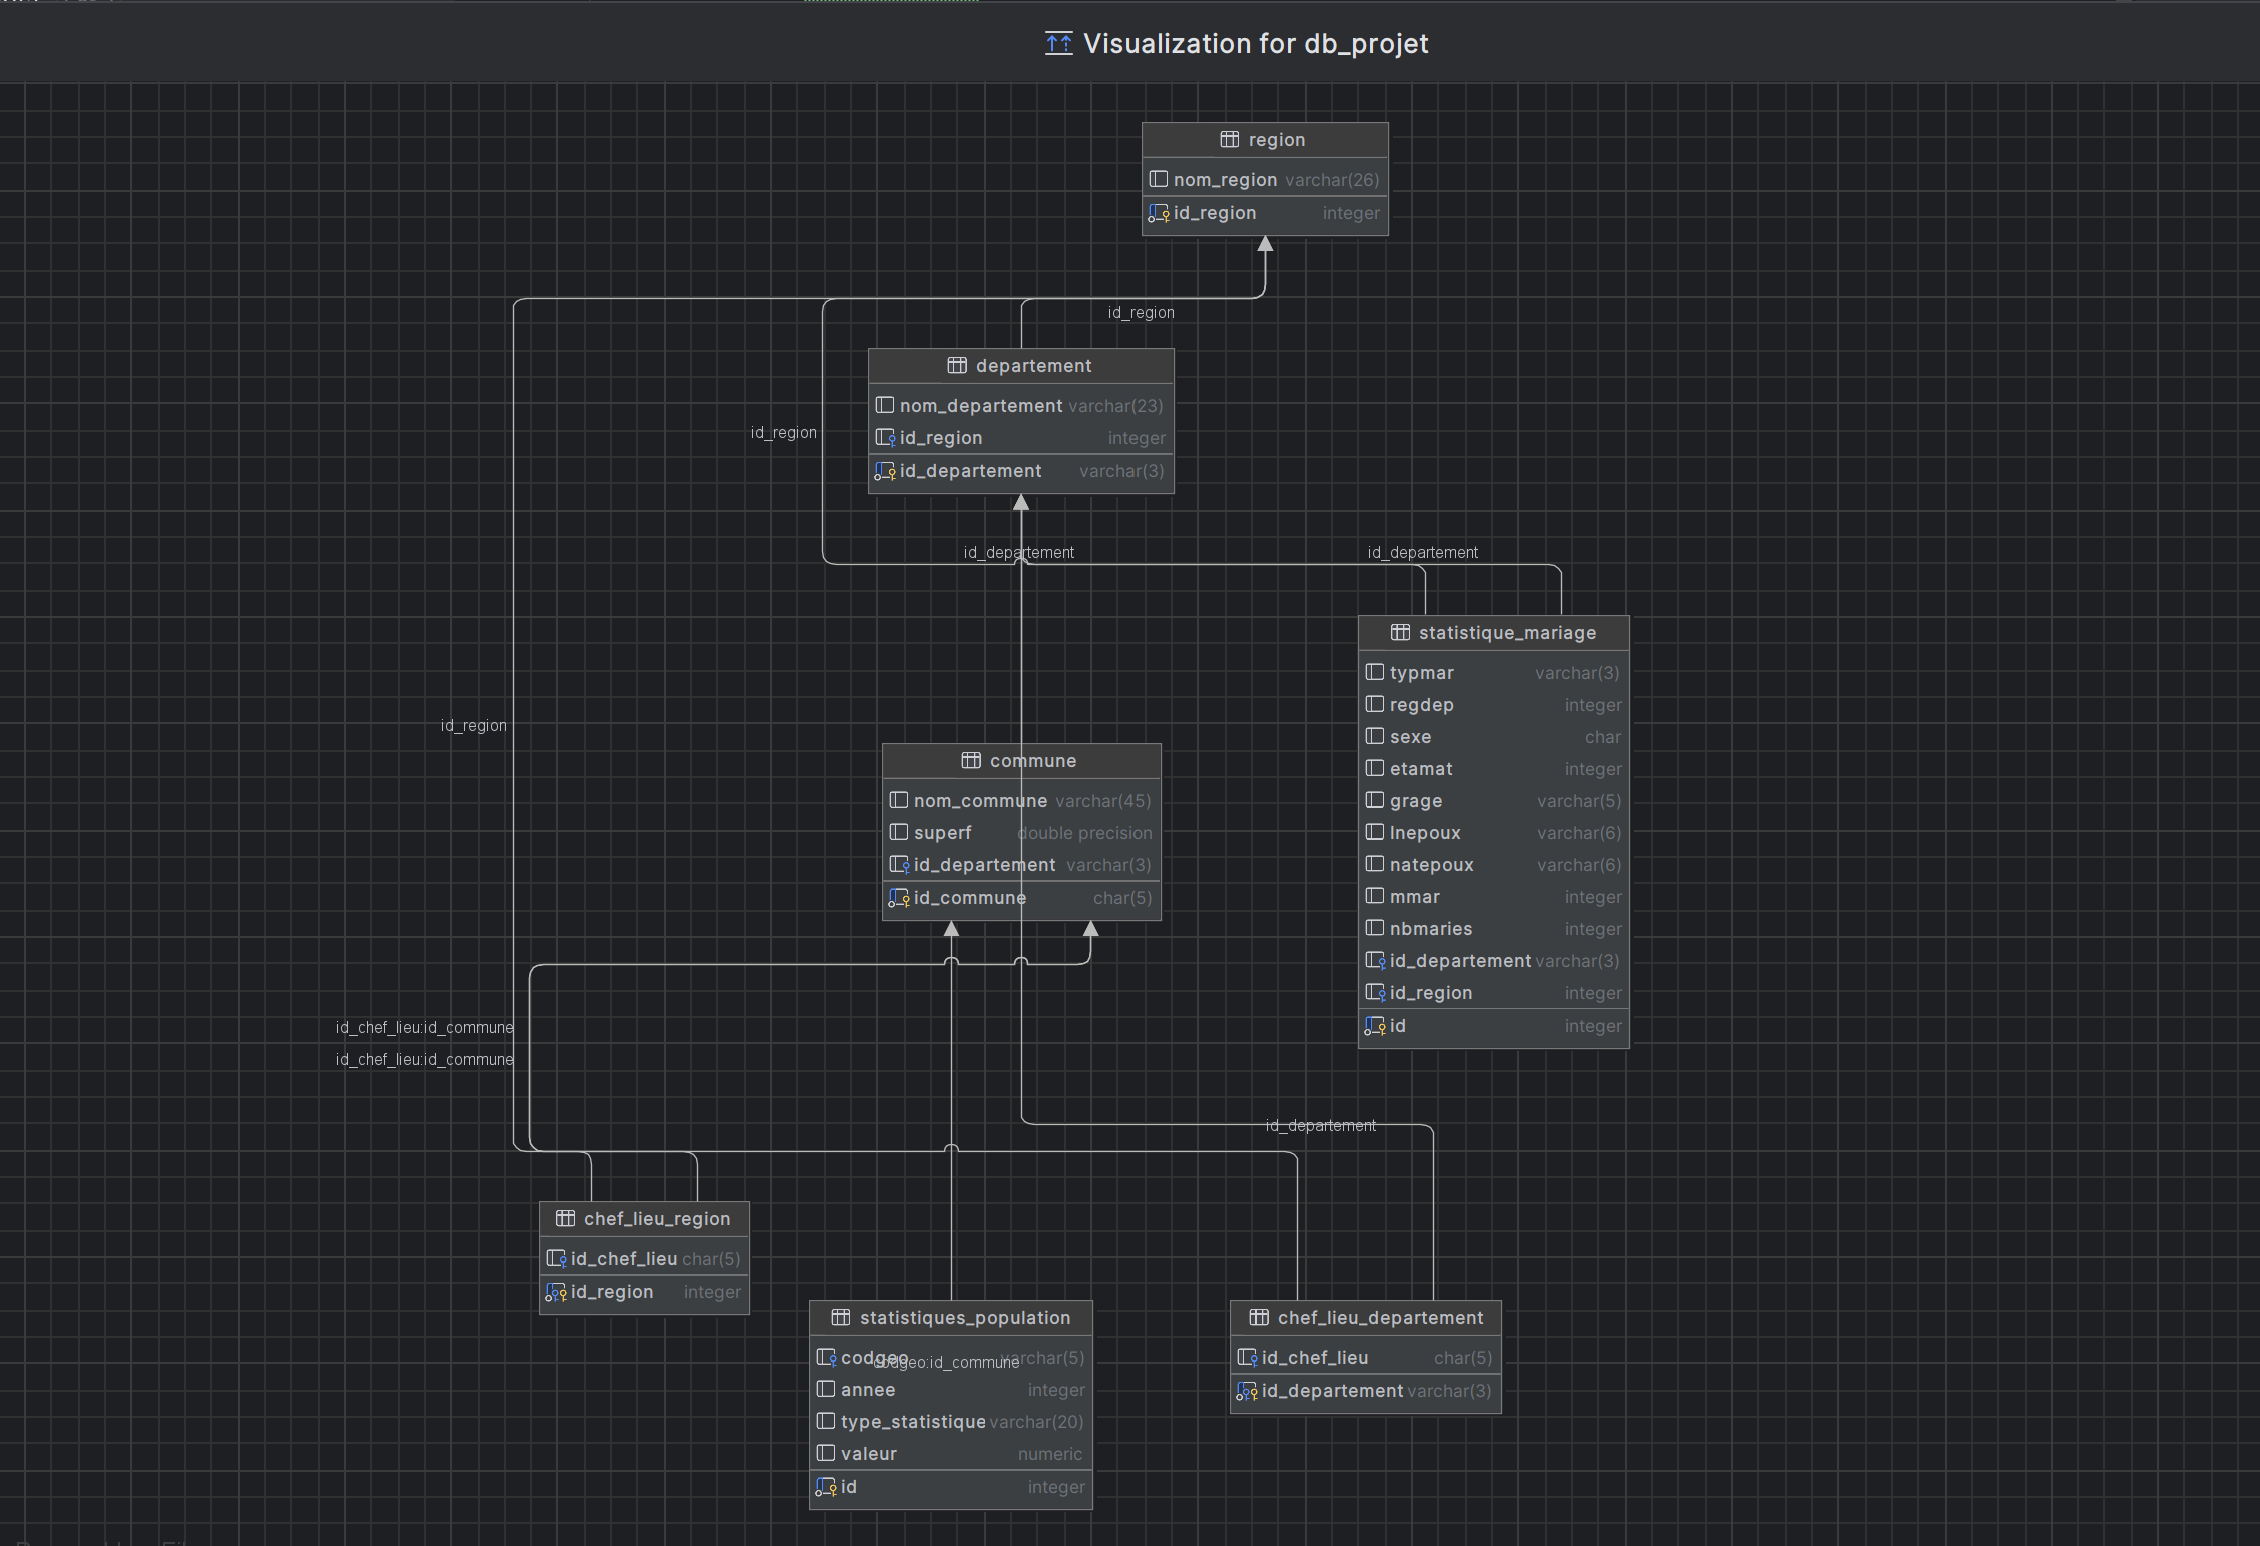 Visualization for db_projet
region
nom_region varchar(26)
id_region integer
id_region
departement
nom_departement varchar(23)
id_region integer
id_departement varchar(3)
id_region
id_departement
id_departement
statistique_mariage
typmar varchar(3)
regdep integer
sexe char
etamat integer
grage varchar(5)
lnepoux varchar(6)
natepoux varchar(6)
mmar integer
nbmaries integer
id_departement varchar(3)
id_region integer
id integer
id_region
commune
nom_commune varchar(45)
superf double precision
id_departement varchar(3)
id_commune char(5)
id_chef_lieu:id_commune
id_chef_lieu:id_commune
id_departement
chef_lieu_region
id_chef_lieu char(5)
id_region integer
statistiques_population
codgeo varchar(5)
codgeo:id_commune
annee integer
type_statistique varchar(20)
valeur numeric
id integer
chef_lieu_departement
id_chef_lieu char(5)
id_departement varchar(3)